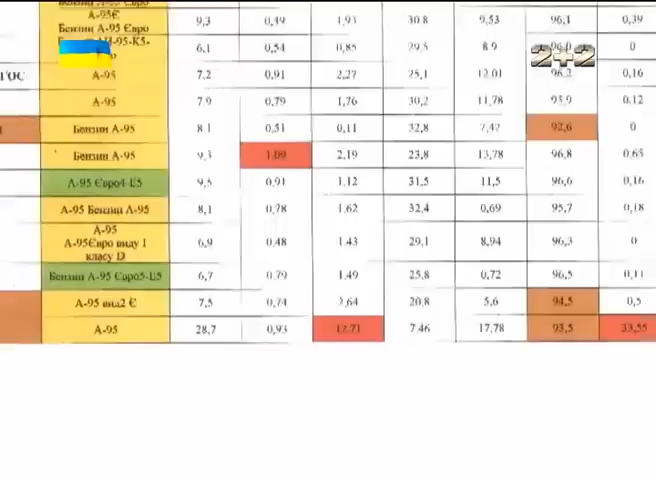 А-95Є 9,3 0,49 1,93 30.8 9,53 96,1 0,39
Бензин А-95 Євро
6,1 0,54 0,85 29,5 8.9 0
2+2
А-95 7.2 0,91 2,27 25,1 12.01 96.2 0,16
А-95 7.9 0,79 1,76 30,2 11,78 95,9 0.12
Бензин А-95 8.1 0,51 0,11 32,8 7,47 92,6 0
Бензин А-95 9,3 1,09 2,19 23,8 13,78 96,8 0,65
А-95 Євро4-Е5 9,5 0,91 1.12 31,5 11,5 96,6 0,16
А-95 Бензин А-95 8,1 0,78 1.62 32,4 0,69 95,7 0,18
А-95
А-95Євро виду І 6,9 0.48 1.43 29,1 8,94 96,3 0
класу D
Бензин А-95 Євро5-Е5 6,7 0,79 1.49 25,8 0,72 96,5 0,11
А-95 вид2 Є 7,5 0,74 2,64 20,8 5,6 94,5 0,5
А-95 28,7 0,93 12,71 7.46 17,78 93,5 33,55